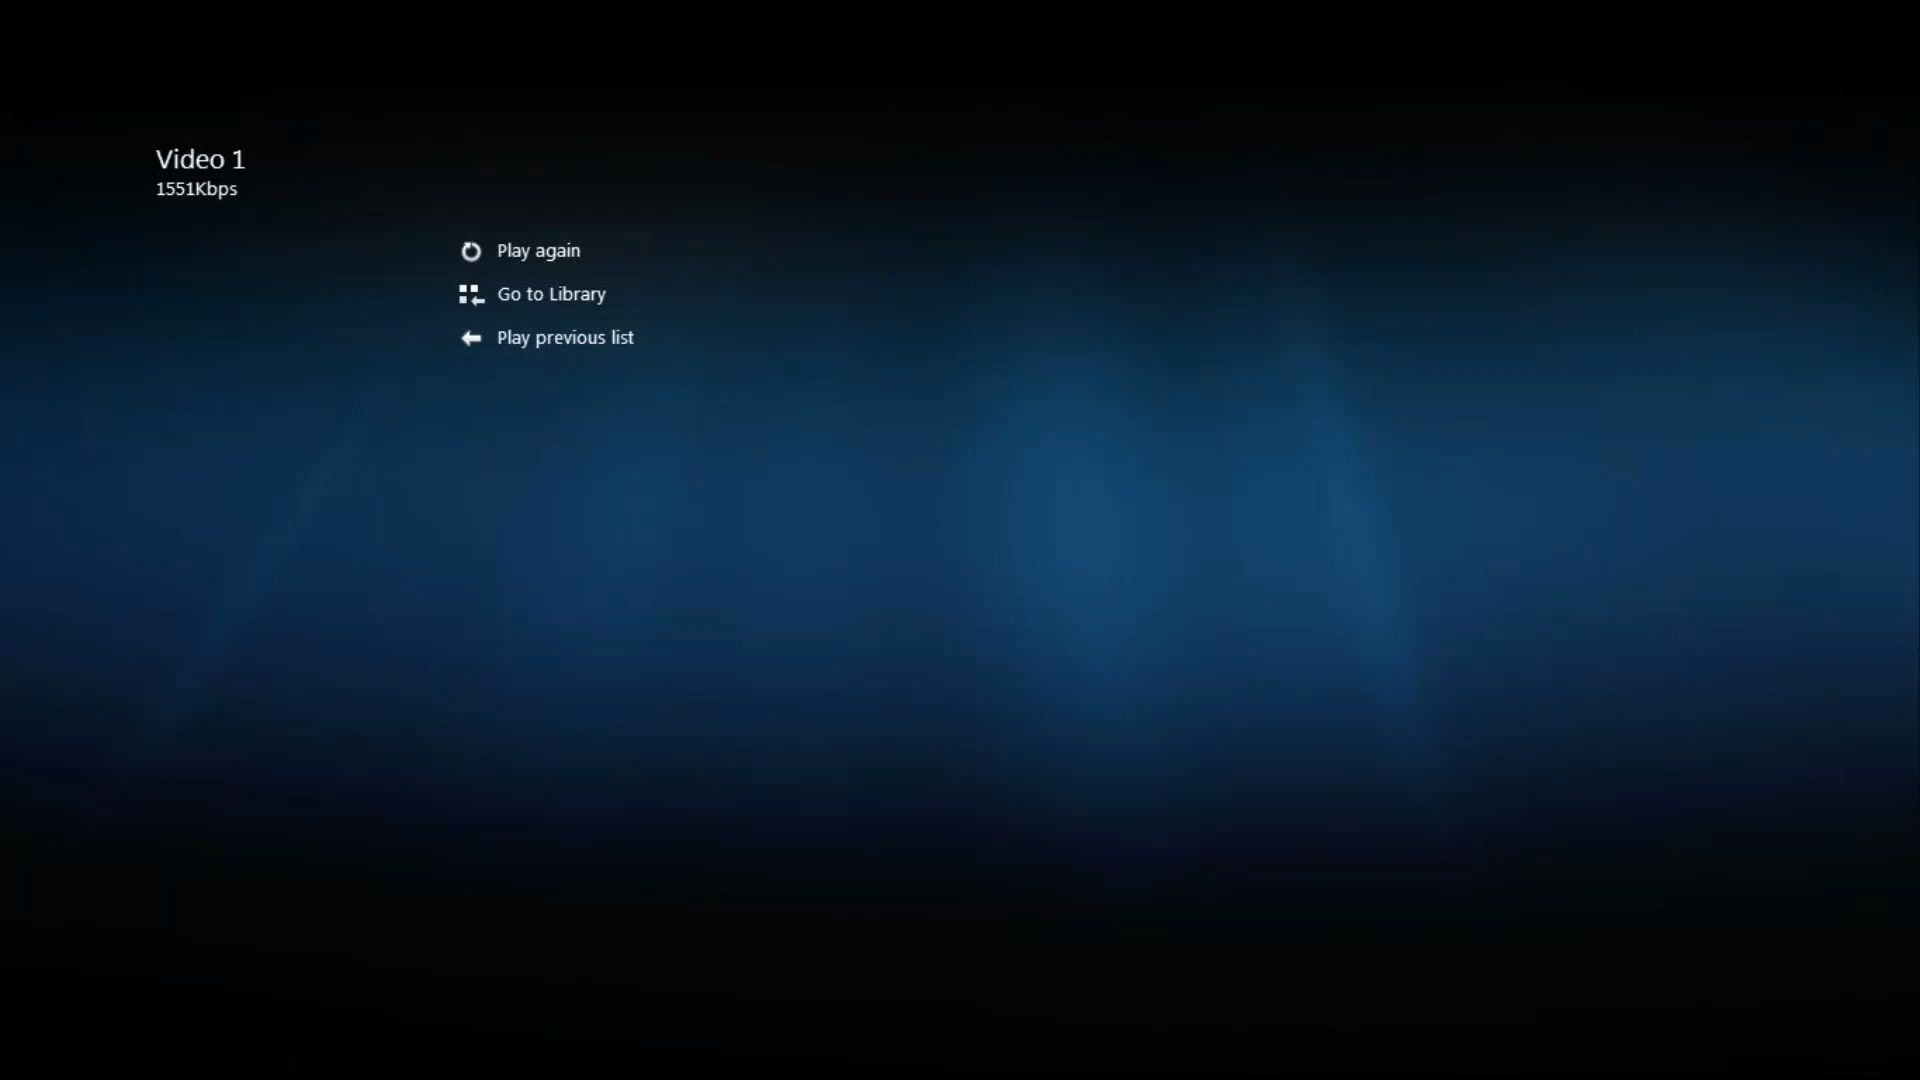 Video 1
1551Kbps
Play again
Go to Library
Play previous list